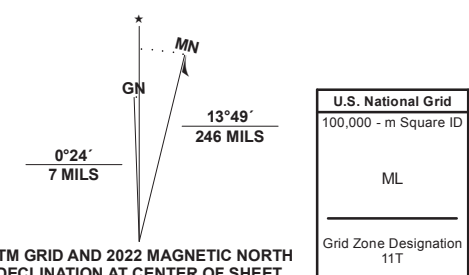 MN
GN
13°49´
246 MILS
0°24´
7 MILS
TM GRID AND 2022 MAGNETIC NORTH
DECLINATION AT CENTER OF SHEET
U.S. National Grid
100,000 - m Square ID
ML
Grid Zone Designation
11T